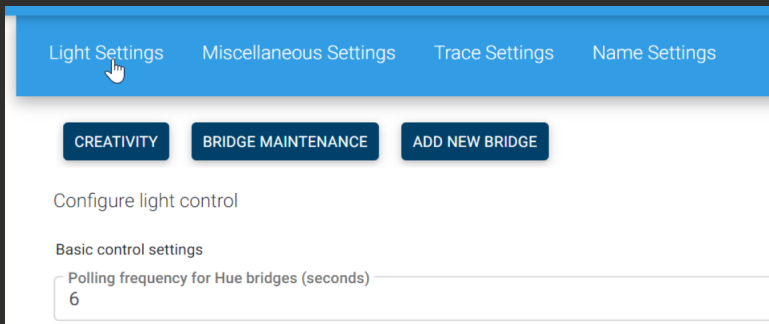 Light Settings Miscellaneous Settings Trace Settings Name Settings
CREATIVITY BRIDGE MAINTENANCE ADD NEW BRIDGE
Configure light control
Basic control settings
Polling frequency for Hue bridges (seconds)
6